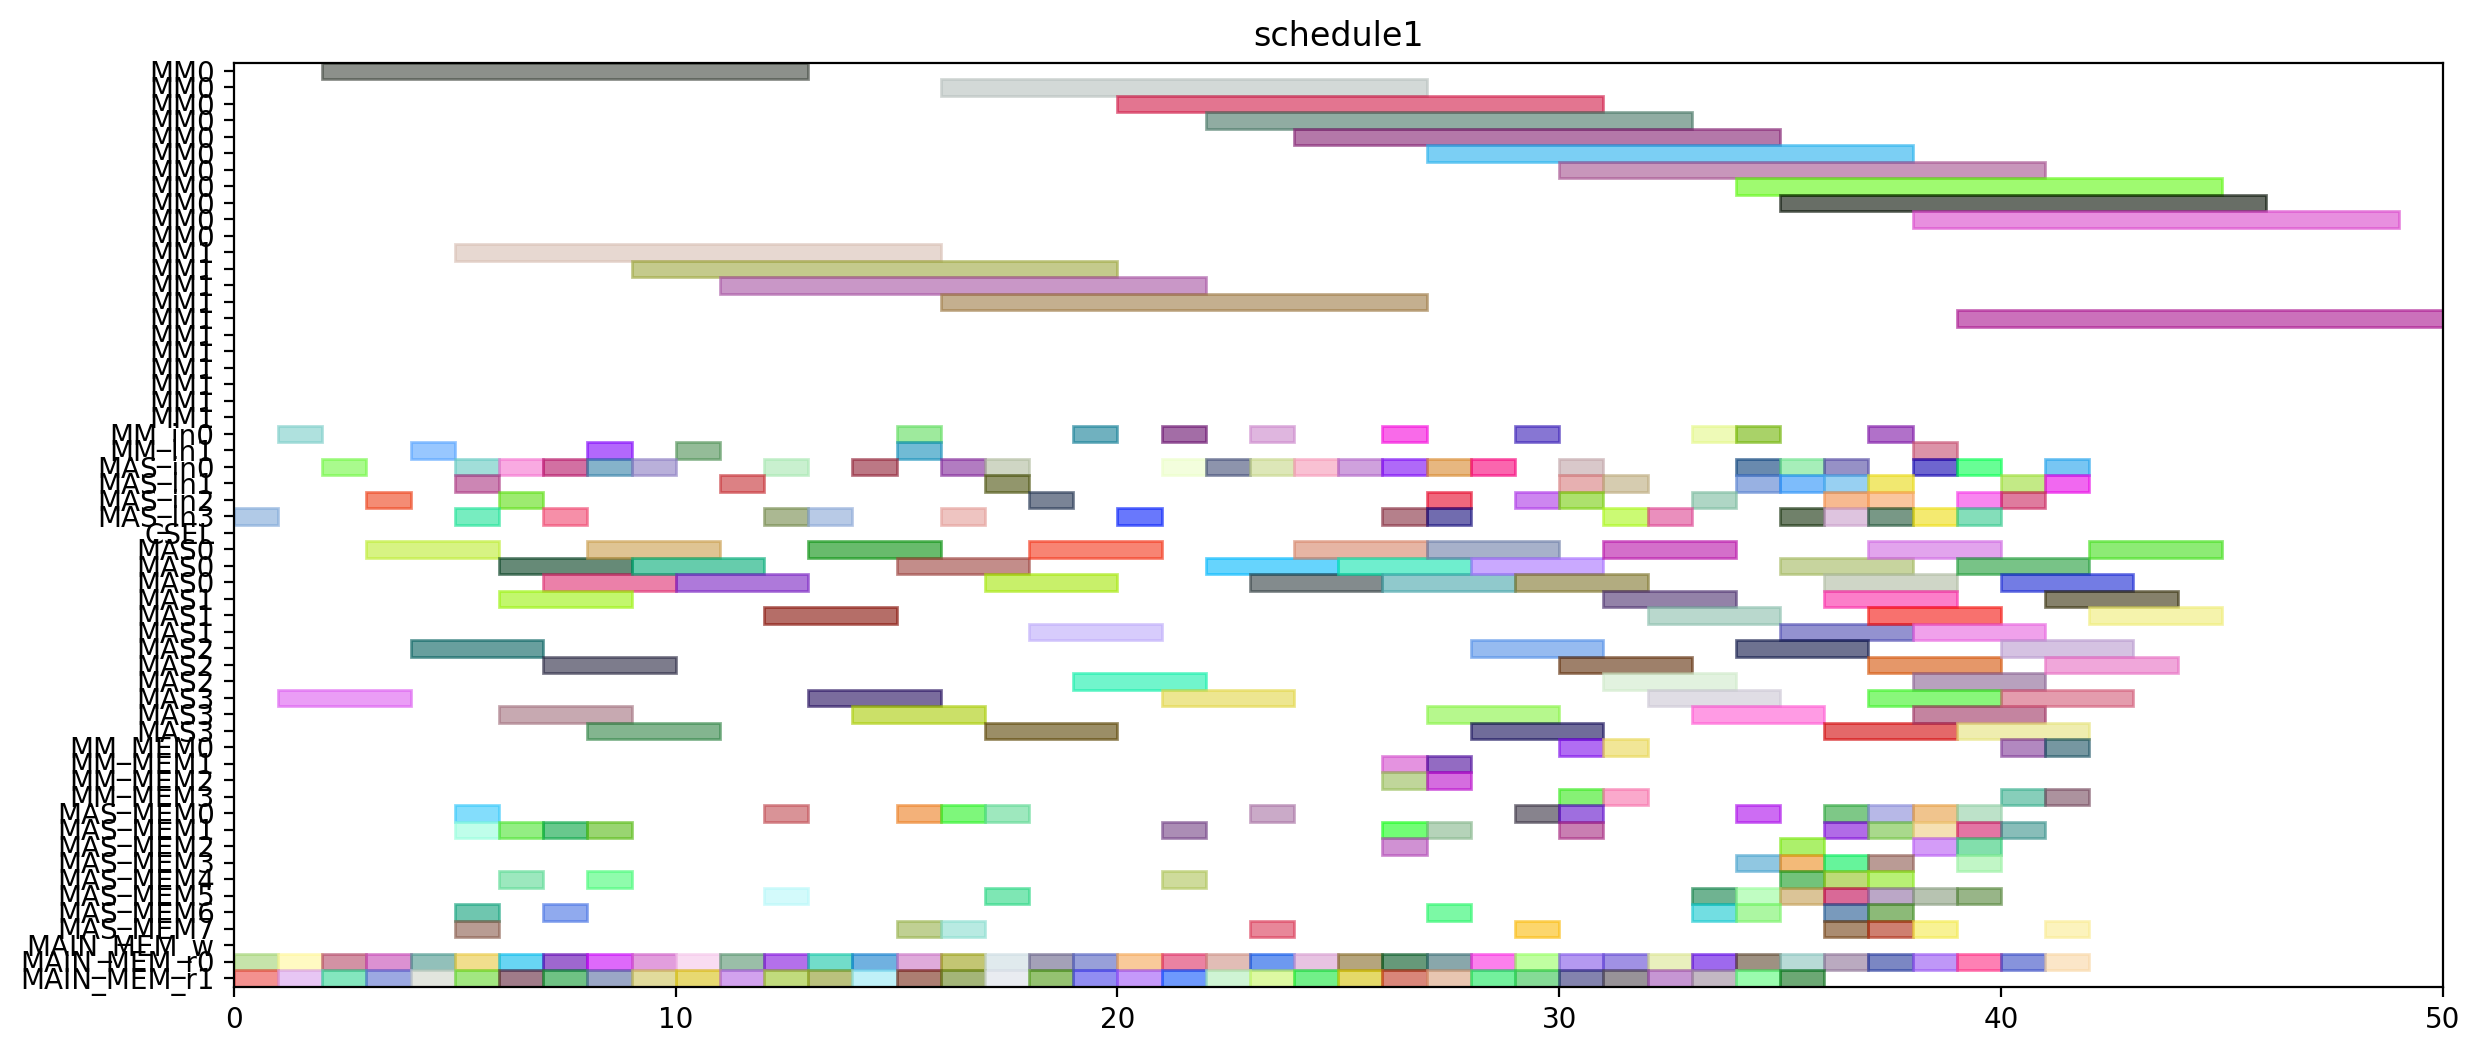 schedule1
MM0
MM0
MM0
MM0
MM0
MM0
MM0
MM0
MM0
MM0
MM0
MM1
MM1
MM1
MM1
MM1
MM1
MM1
MM1
MM1
MM1
MM1
MM_in0
MM_in1
MAS_in0
MAS_in1
MAS_in2
MAS_in3
CSEL
MAS0
MAS0
MAS0
MAS1
MAS1
MAS1
MAS2
MAS2
MAS2
MAS3
MAS3
MAS3
MM_MEM0
MM_MEM1
MM_MEM2
MM_MEM3
MAS_MEM0
MAS_MEM1
MAS_MEM2
MAS_MEM3
MAS_MEM4
MAS_MEM5
MAS_MEM6
MAS_MEM7
MAIN_MEM_w
MAIN_MEM_r0
MAIN_MEM_r1
0 10 20 30 40 50